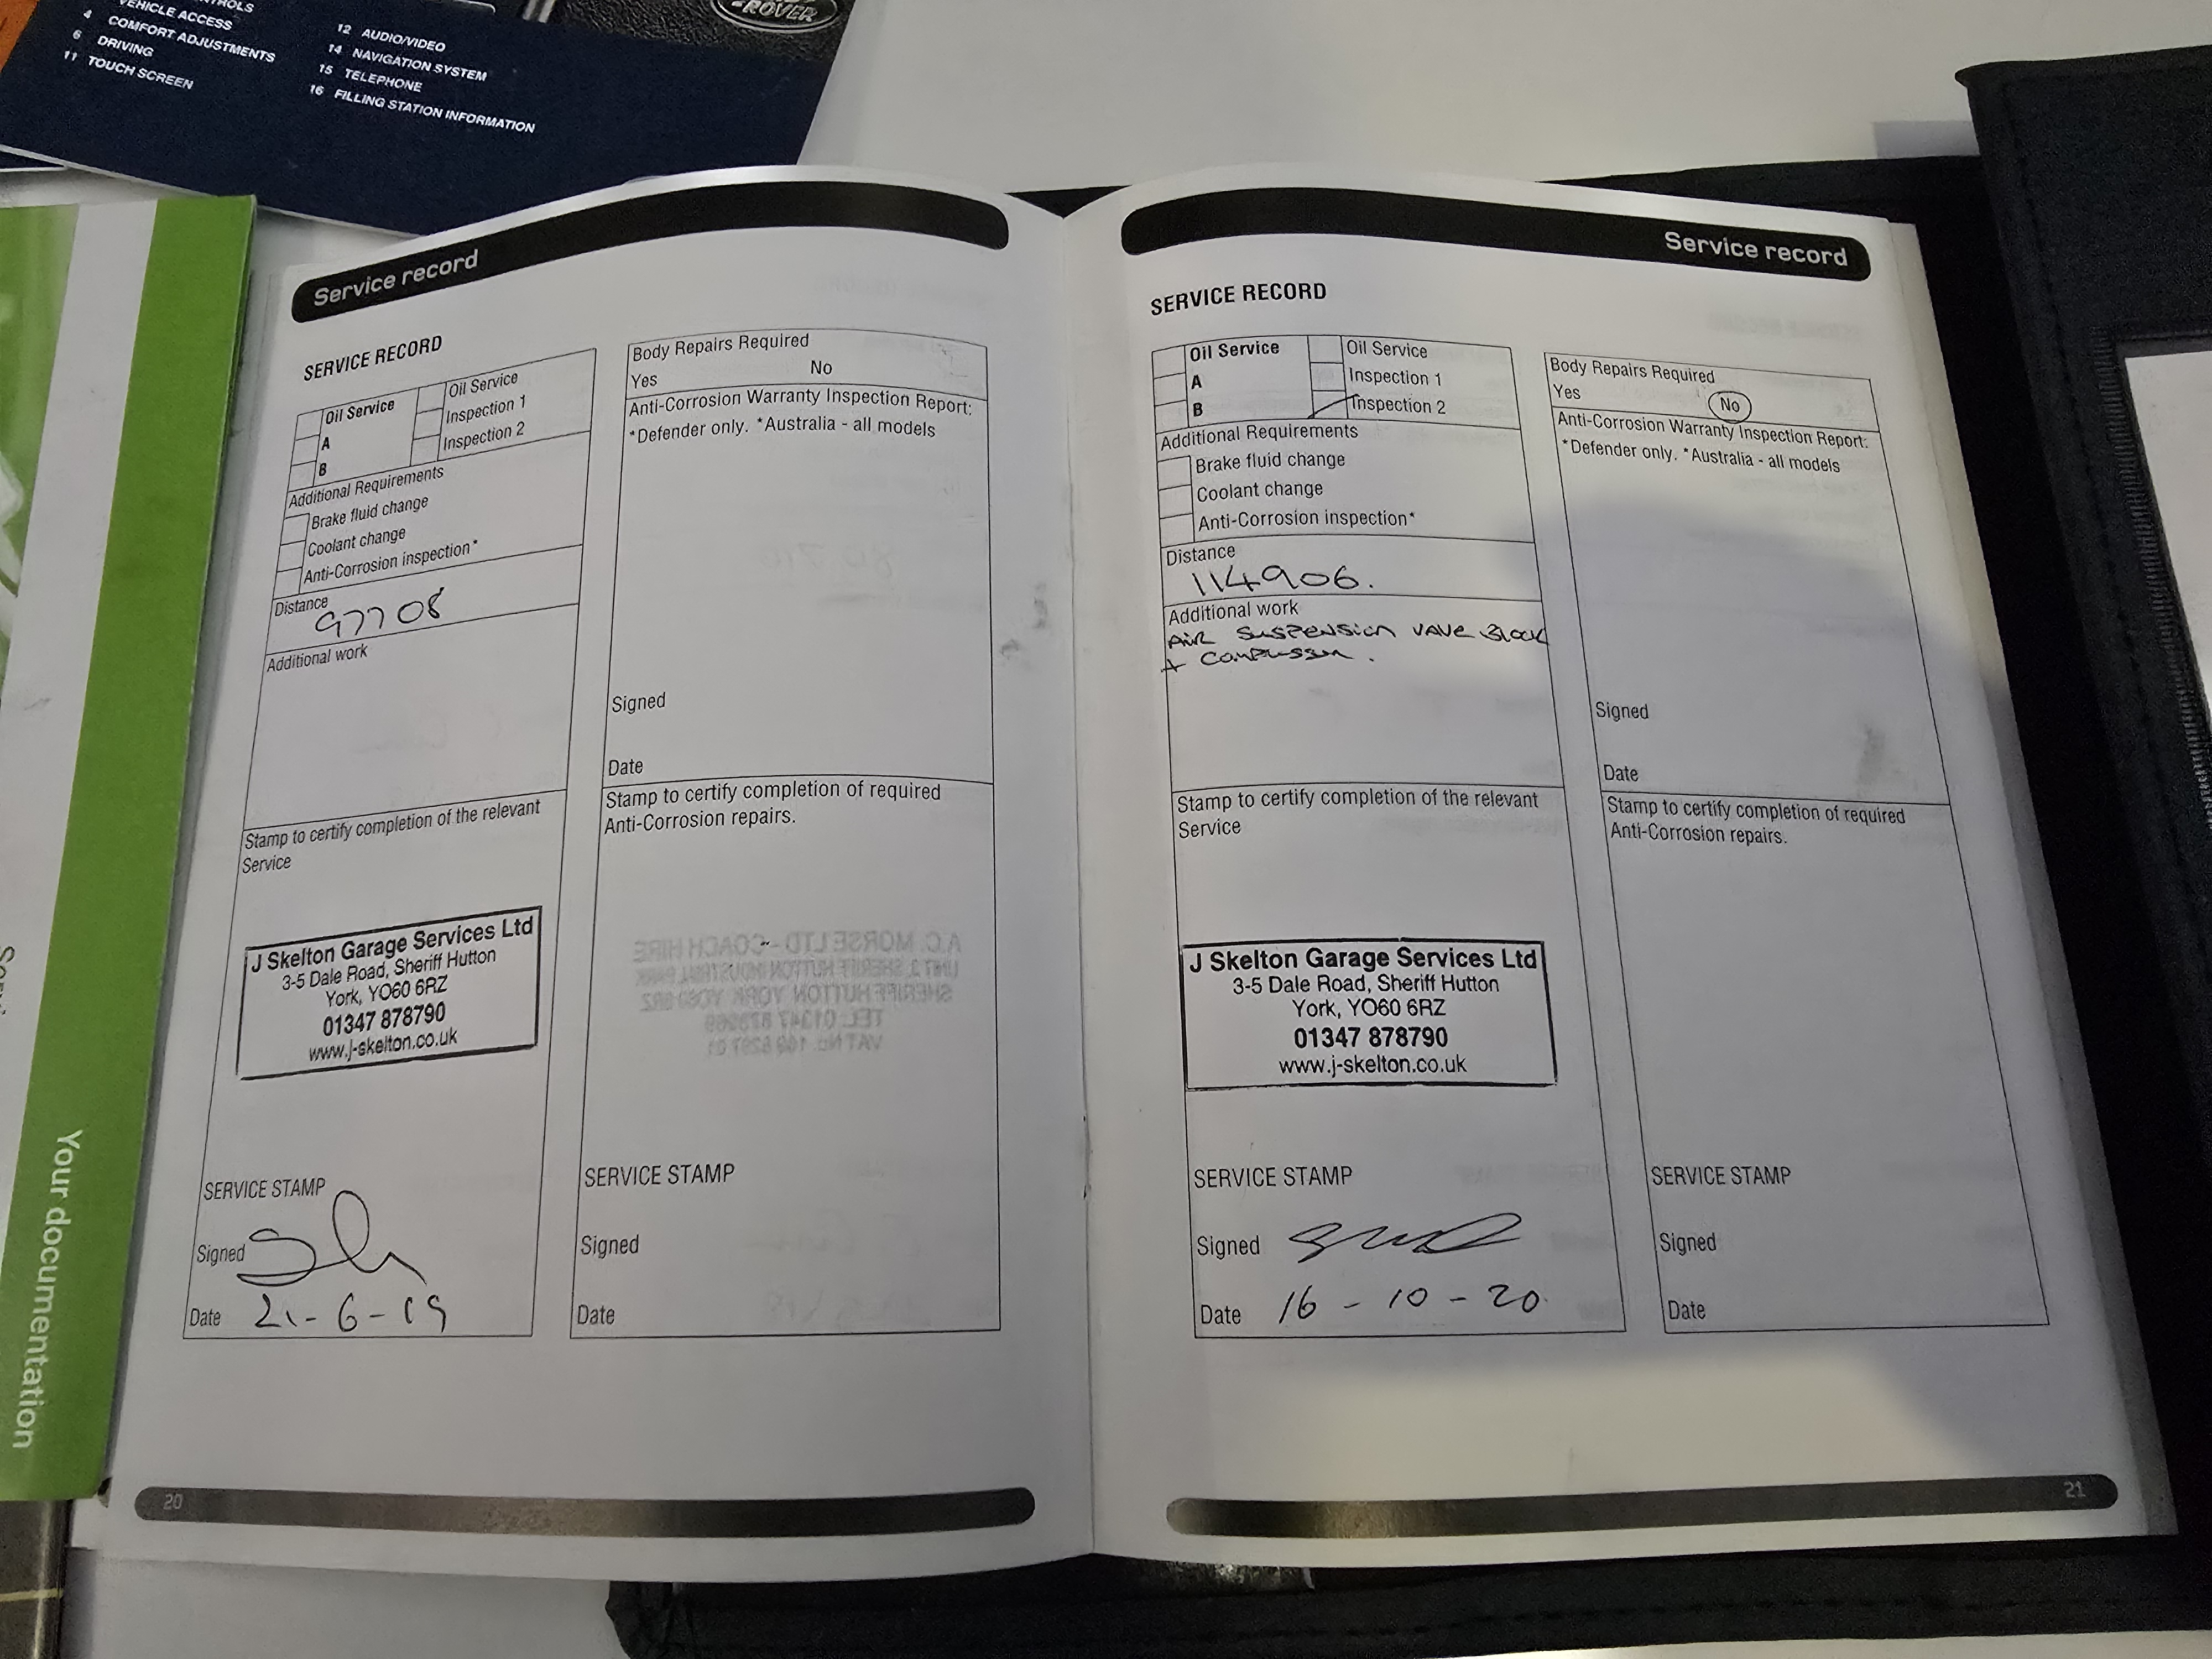 VEHICLE ACCESS
4 COMFORT ADJUSTMENTS
6 DRIVING
11 TOUCH SCREEN
12 AUDIO/VIDEO
14 NAVIGATION SYSTEM
15 TELEPHONE
16 FILLING STATION INFORMATION
ROVER
Your documentation
Service record
SERVICE RECORD
Oil Service
A
B
Oil Service
Inspection 1
Inspection 2
Additional Requirements
Brake fluid change
Coolant change
Anti-Corrosion inspection*
Distance
97708
Additional work
Stamp to certify completion of the relevant
Service
J Skelton Garage Services Ltd
3-5 Dale Road, Sheriff Hutton
York, YO60 6RZ
01347 878790
www.j-skelton.co.uk
SERVICE STAMP
Signed
Date 21-6-19
Body Repairs Required
Yes No
Anti-Corrosion Warranty Inspection Report:
*Defender only. *Australia - all models
Signed
Date
Stamp to certify completion of required
Anti-Corrosion repairs.
SERVICE STAMP
Signed
Date
20
Service record
SERVICE RECORD
Oil Service
A
B
Oil Service
Inspection 1
Inspection 2
Additional Requirements
Brake fluid change
Coolant change
Anti-Corrosion inspection*
Distance
114906.
Additional work
AIR SUSPENSION VAVE BLOCK
+
Stamp to certify completion of the relevant
Service
J Skelton Garage Services Ltd
3-5 Dale Road, Sheriff Hutton
York, YO60 6RZ
01347 878790
www.j-skelton.co.uk
SERVICE STAMP
Signed
Date 16-10-20
Body Repairs Required
Yes No
Anti-Corrosion Warranty Inspection Report:
*Defender only. *Australia - all models
Signed
Date
Stamp to certify completion of required
Anti-Corrosion repairs.
SERVICE STAMP
Signed
Date
21